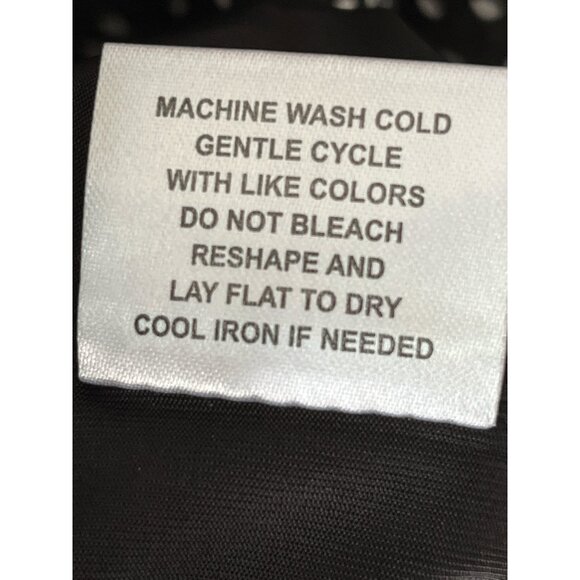 MACHINE WASH COLD
GENTLE CYCLE
WITH LIKE COLORS
DO NOT BLEACH
RESHAPE AND
LAY FLAT TO DRY
COOL IRON IF NEEDED